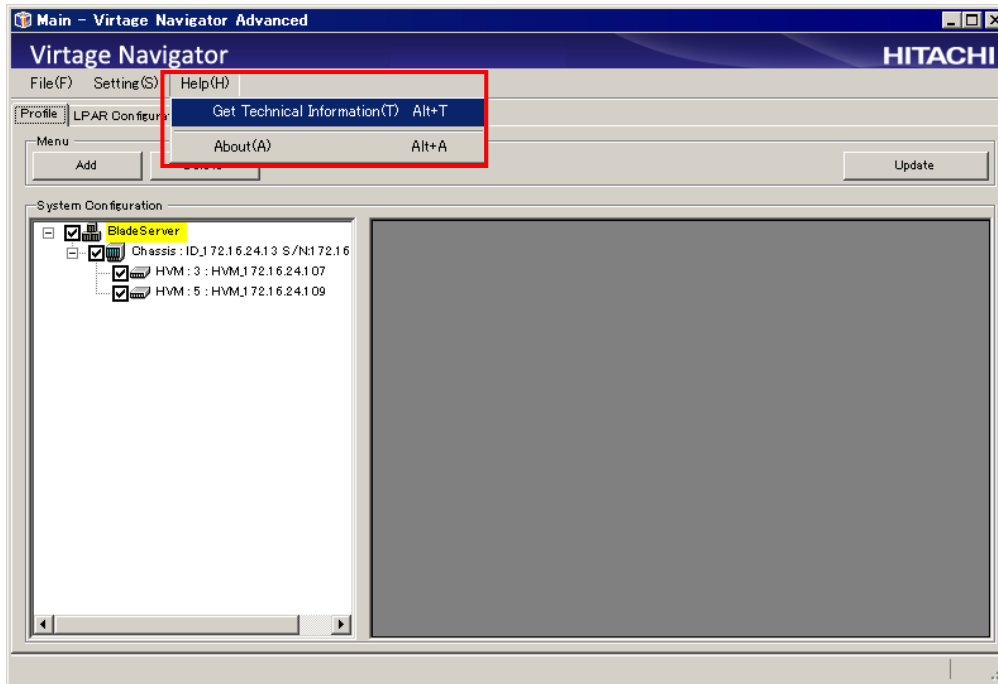 Main - Virtage Navigator Advanced
Virtage Navigator
HITACHI
File(F) Setting(S) Help(H)
Get Technical Information(T) Alt+T
About(A) Alt+A
Profile LPAR
Menu
Add
Update
System Configuration
BladeServer
Chassis : ID_172.16.24.13 S/N:172.16
HVM : 3 : HVM_172.16.24.107
HVM : 5 : HVM_172.16.24.109